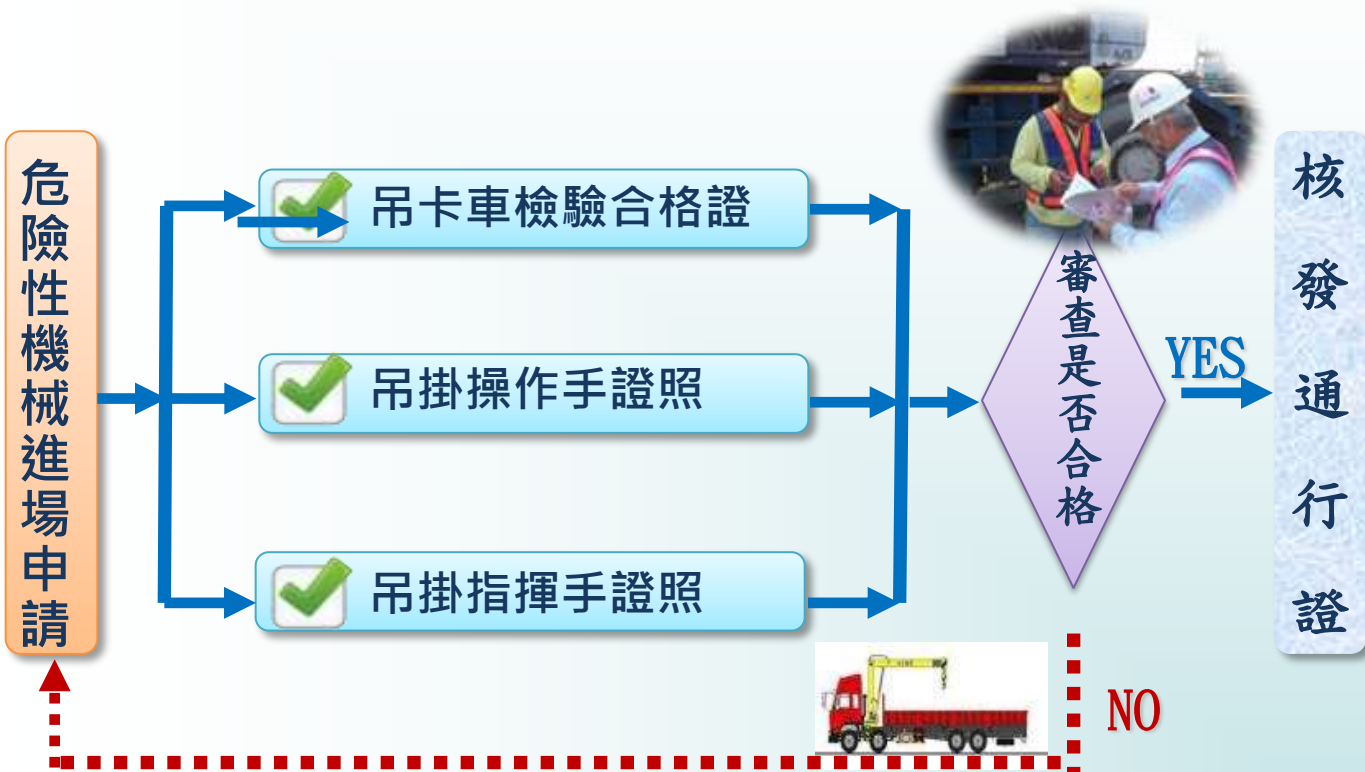 危險性機械進場申請
吊卡車檢驗合格證
吊掛操作手證照
吊掛指揮手證照
審查是否合格
YES
NO
核發通行證